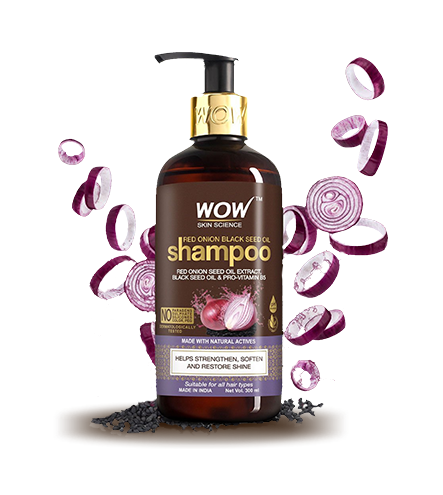 WOW
WOW™
SKIN SCIENCE
RED ONION BLACK SEED OIL
shampoo
RED ONION SEED OIL EXTRACT,
BLACK SEED OIL & PRO-VITAMIN B5
NO
DERMATOLOGICALLY
TESTED
MADE WITH NATURAL ACTIVES
HELPS STRENGTHEN, SOFTEN
AND RESTORE SHINE
Suitable for all hair types
MADE IN INDIA Net Vol. 300 ml